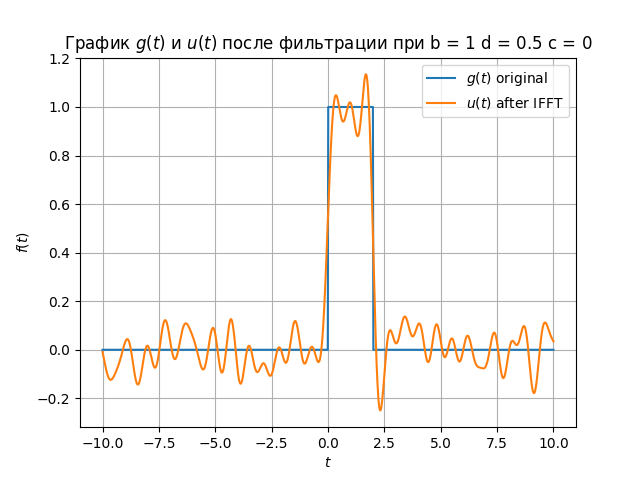 График g(t) и u(t) после фильтрации при b = 1 d = 0.5 c = 0
g(t) original
u(t) after IFFT
1.2
1.0
0.8
0.6
0.4
0.2
0.0
−0.2
f(t)
−10.0 −7.5 −5.0 −2.5 0.0 2.5 5.0 7.5 10.0
t